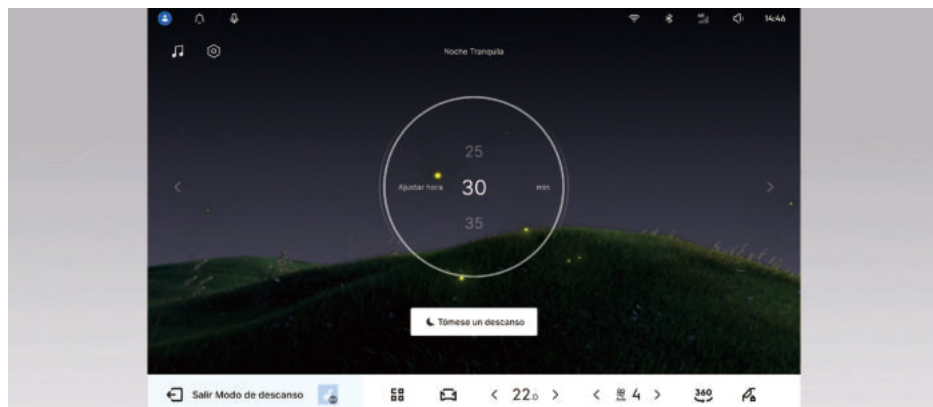 14:46
Noche Tranquila
25
Ajustar hora 30 min
35
Tómese un descanso
Salir Modo de descanso
22.0
4
360